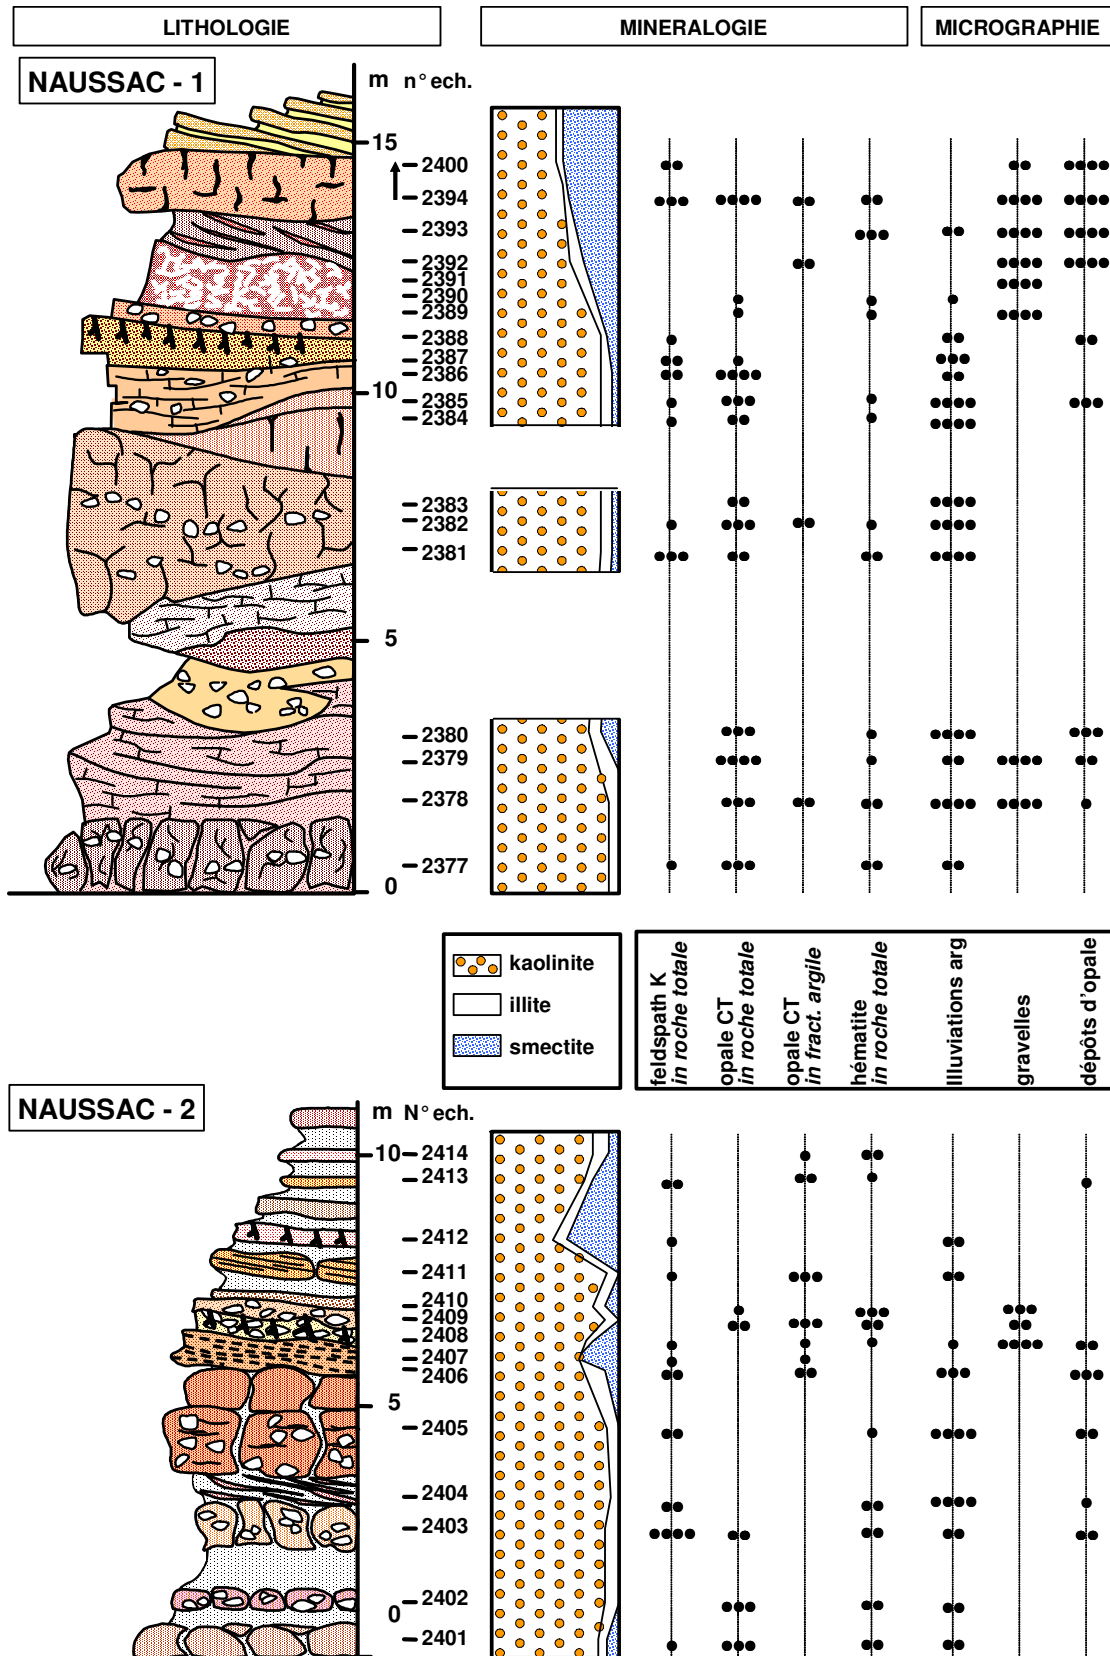 LITHOLOGIE
MINERALOGIE
MICROGRAPHIE
NAUSSAC - 1
m n° ech.
15
2400
2394
2393
2392
2391
2390
2389
2388
2387
2386
10
2385
2384
2383
2382
2381
5
2380
2379
2378
2377
0
kaolinite
illite
smectite
feldspath K
in roche totale
opale CT
in roche totale
opale CT
in fract. argile
hématite
in roche totale
Illuviations arg
gravelles
dépôts d'opale
NAUSSAC - 2
m N° ech.
10
2414
2413
2412
2411
2410
2409
2408
2407
2406
5
2405
2404
2403
2402
0
2401